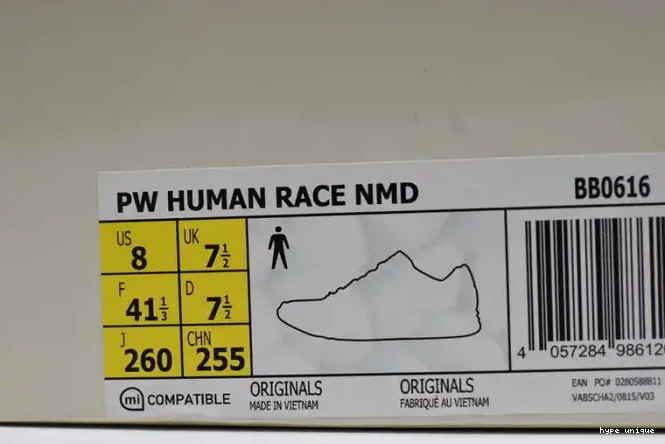 PW HUMAN RACE NMD
BB0616
US 8
UK 7½
F 41⅓
D 7½
J 260
CHN 255
mi COMPATIBLE
ORIGINALS
MADE IN VIETNAM
ORIGINALS
FABRIQUÉ AU VIETNAM
4 057284 98612
EAN PO# 0280588811
VABSCHA2/0815/V03
hype unique